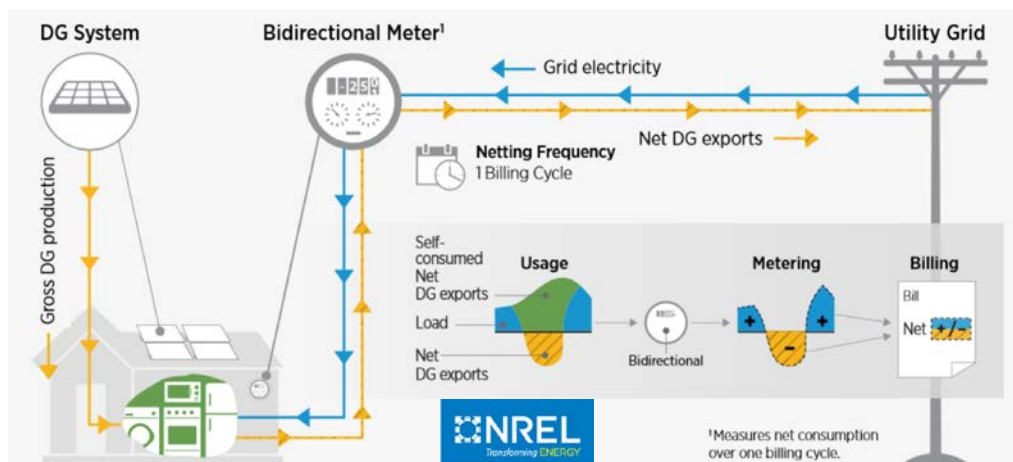 DG System
Bidirectional Meter¹
Utility Grid
Grid electricity
Net DG exports
Netting Frequency
1 Billing Cycle
Gross DG production
Self-
consumed
Net
DG exports
Load
Net
DG exports
Usage
Bidirectional
Metering
+
+
-
Billing
Bill
Net +/-
NREL
Transforming ENERGY
¹Measures net consumption
over one billing cycle.